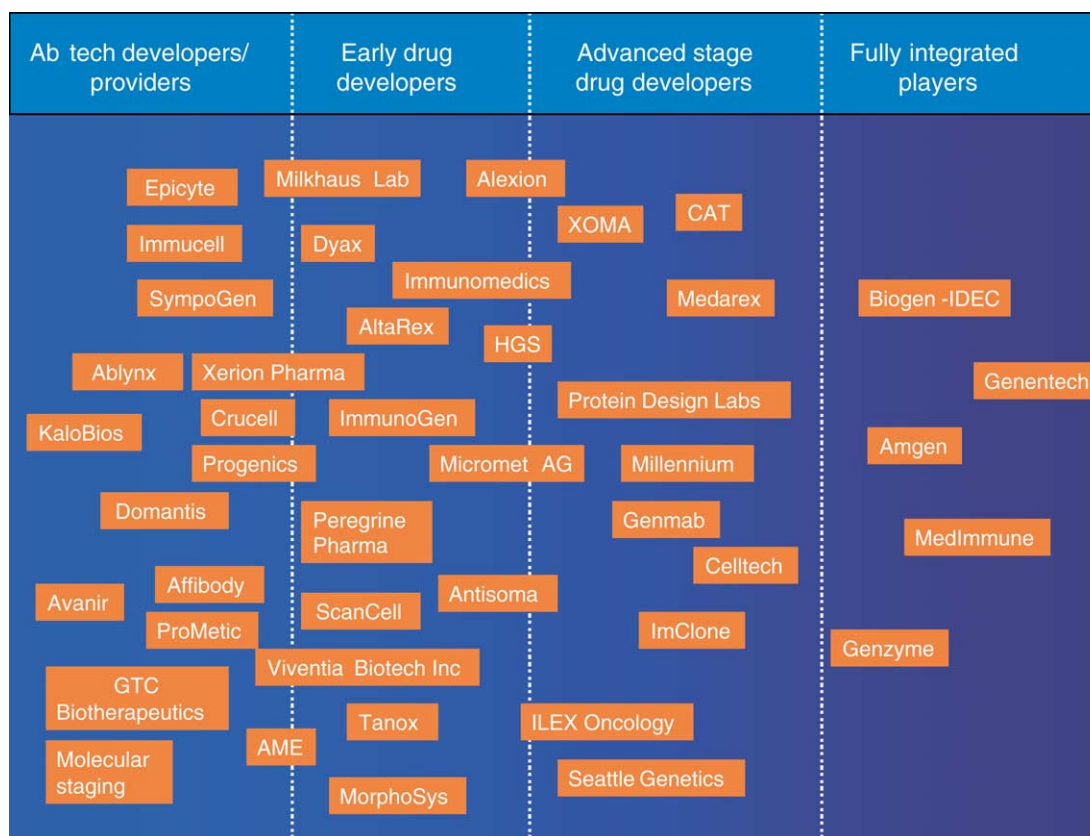 Ab tech developers/
providers
Early drug
developers
Advanced stage
drug developers
Fully integrated
players
Epicyte
Milkhaus Lab
Alexion
XOMA
CAT
Immucell
Dyax
Immunomedics
SympoGen
Medarex
Biogen -IDEC
AltaRex
HGS
Ablynx
Xerion Pharma
Genentech
Protein Design Labs
KaloBios
Crucell
ImmunoGen
Amgen
Progenics
Micromet AG
Millennium
Domantis
Peregrine
Pharma
Genmab
MedImmune
Celltech
Affibody
Avanir
ScanCell
Antisoma
ProMetic
ImClone
Genzyme
Viventia Biotech Inc
GTC
Biotherapeutics
Tanox
ILEX Oncology
AME
Molecular
staging
Seattle Genetics
MorphoSys